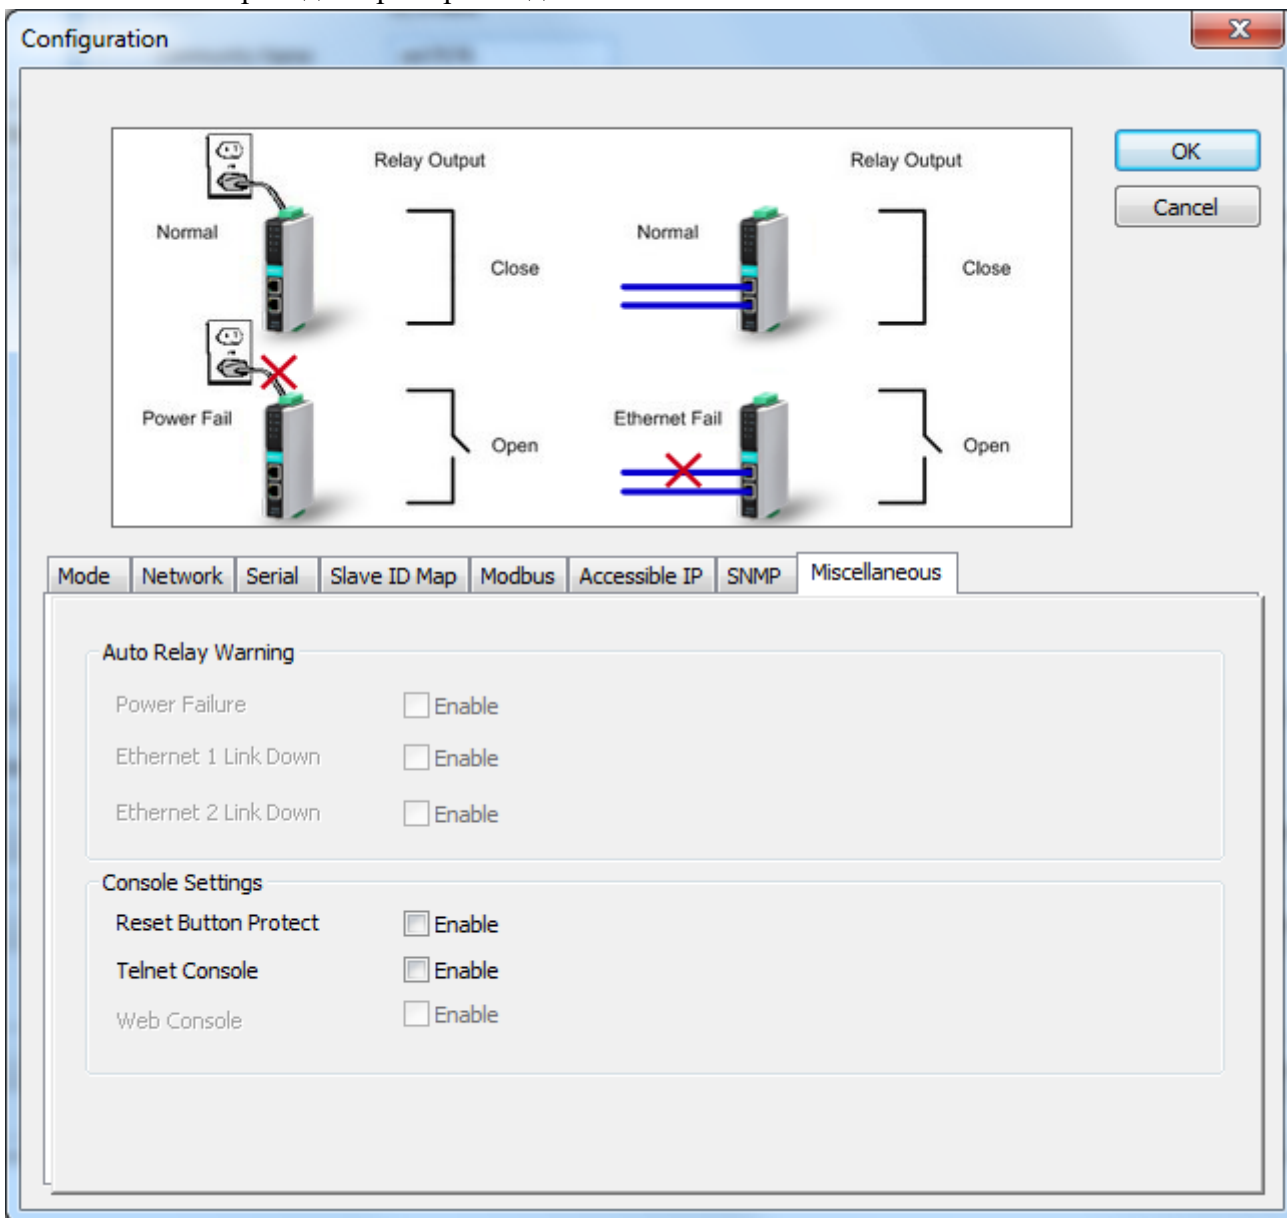 Configuration
OK
Cancel
Relay Output
Relay Output
Normal
Close
Normal
Close
Power Fail
Open
Ethernet Fail
Open
Mode
Network
Serial
Slave ID Map
Modbus
Accessible IP
SNMP
Miscellaneous
Auto Relay Warning
Power Failure
Enable
Ethernet 1 Link Down
Enable
Ethernet 2 Link Down
Enable
Console Settings
Reset Button Protect
Enable
Telnet Console
Enable
Web Console
Enable